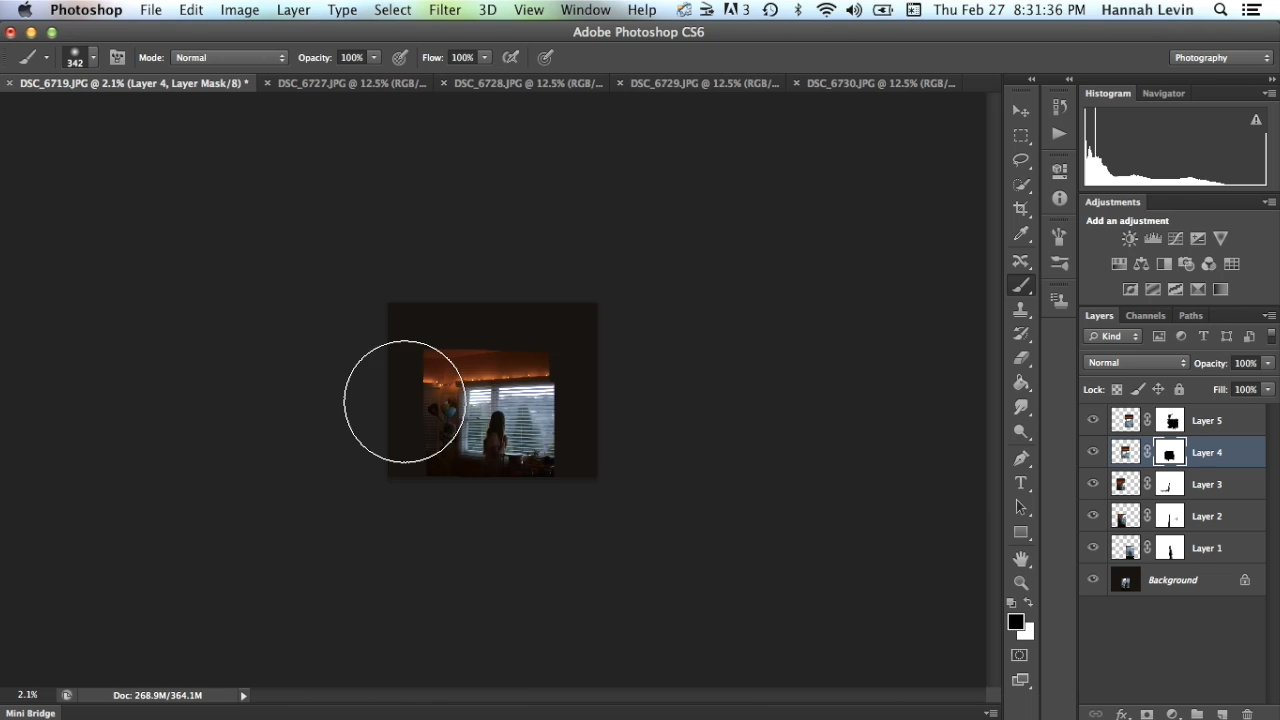 Photoshop File Edit Image Layer Type Select Filter 3D View Window Help 3 Thu Feb 27 8:31:36 PM Hannah Levin
Adobe Photoshop CS6
342 Mode: Normal Opacity: 100% Flow: 100% Photography
DSC_6719.JPG @ 2.1% (Layer 4, Layer Mask/8) * DSC_6727.JPG @ 12.5% (RGB/... DSC_6728.JPG @ 12.5% (RGB/... DSC_6729.JPG @ 12.5% (RGB/... DSC_6730.JPG @ 12.5% (RGB/...
Histogram Navigator
Adjustments
Add an adjustment
Layers Channels Paths
Kind
Normal Opacity: 100%
Lock: Fill: 100%
Layer 5
Layer 4
Layer 3
Layer 2
Layer 1
Background
2.1% Doc: 268.9M/364.1M
Mini Bridge